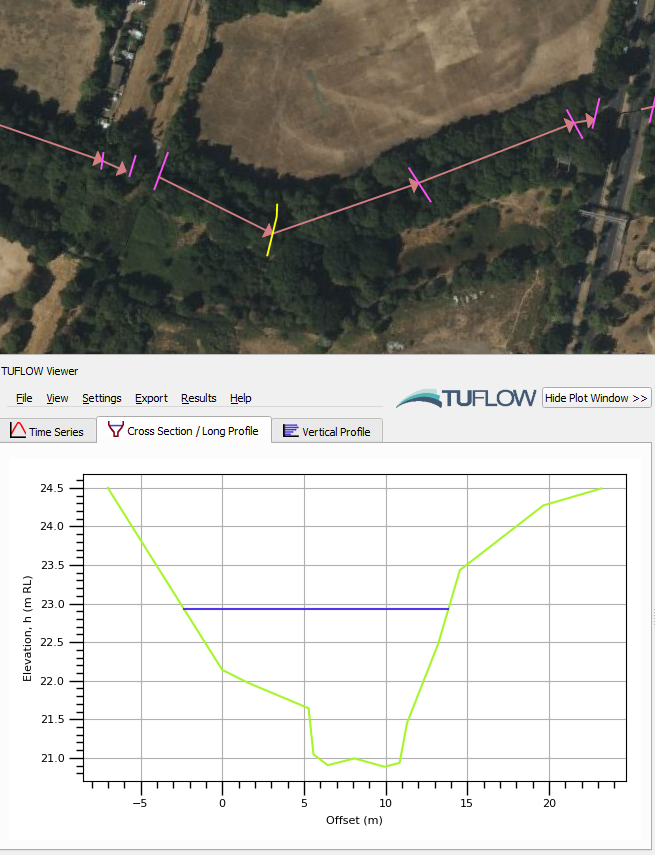 TUFLOW Viewer
File View Settings Export Results Help
TUFLOW
Hide Plot Window >>
Time Series
Cross Section / Long Profile
Vertical Profile
24.5
24.0
23.5
23.0
22.5
22.0
21.5
21.0
Elevation, h (m RL)
−5 0 5 10 15 20
Offset (m)